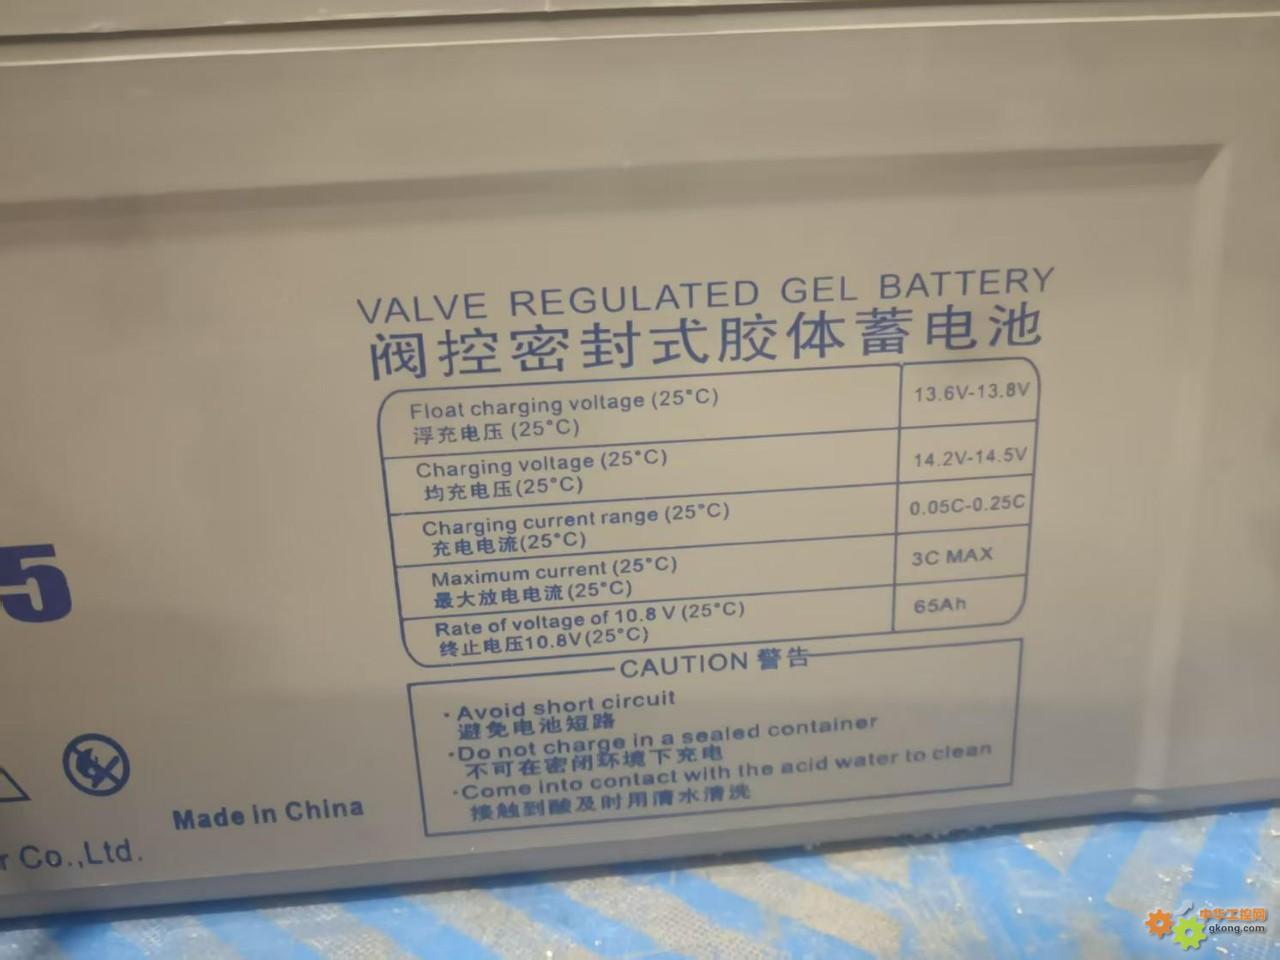 VALVE REGULATED GEL BATTERY
阀控密封式胶体蓄电池
Float charging voltage (25°C)
浮充电压 (25°C)
13.6V-13.8V
Charging voltage (25°C)
均充电压(25°C)
14.2V-14.5V
Charging current range (25°C)
充电电流(25°C)
0.05C-0.25C
Maximum current (25°C)
最大放电电流(25°C)
3C MAX
Rate of voltage of 10.8 V (25°C)
终止电压10.8V(25°C)
65Ah
CAUTION 警告
· Avoid short circuit
避免电池短路
·Do not charge in a sealed container
不可在密闭环境下充电
·Come into contact with the acid water to clean
接触到酸及时用清水清洗
5
Made in China
r Co.,Ltd.
中华工控网
gkong.com